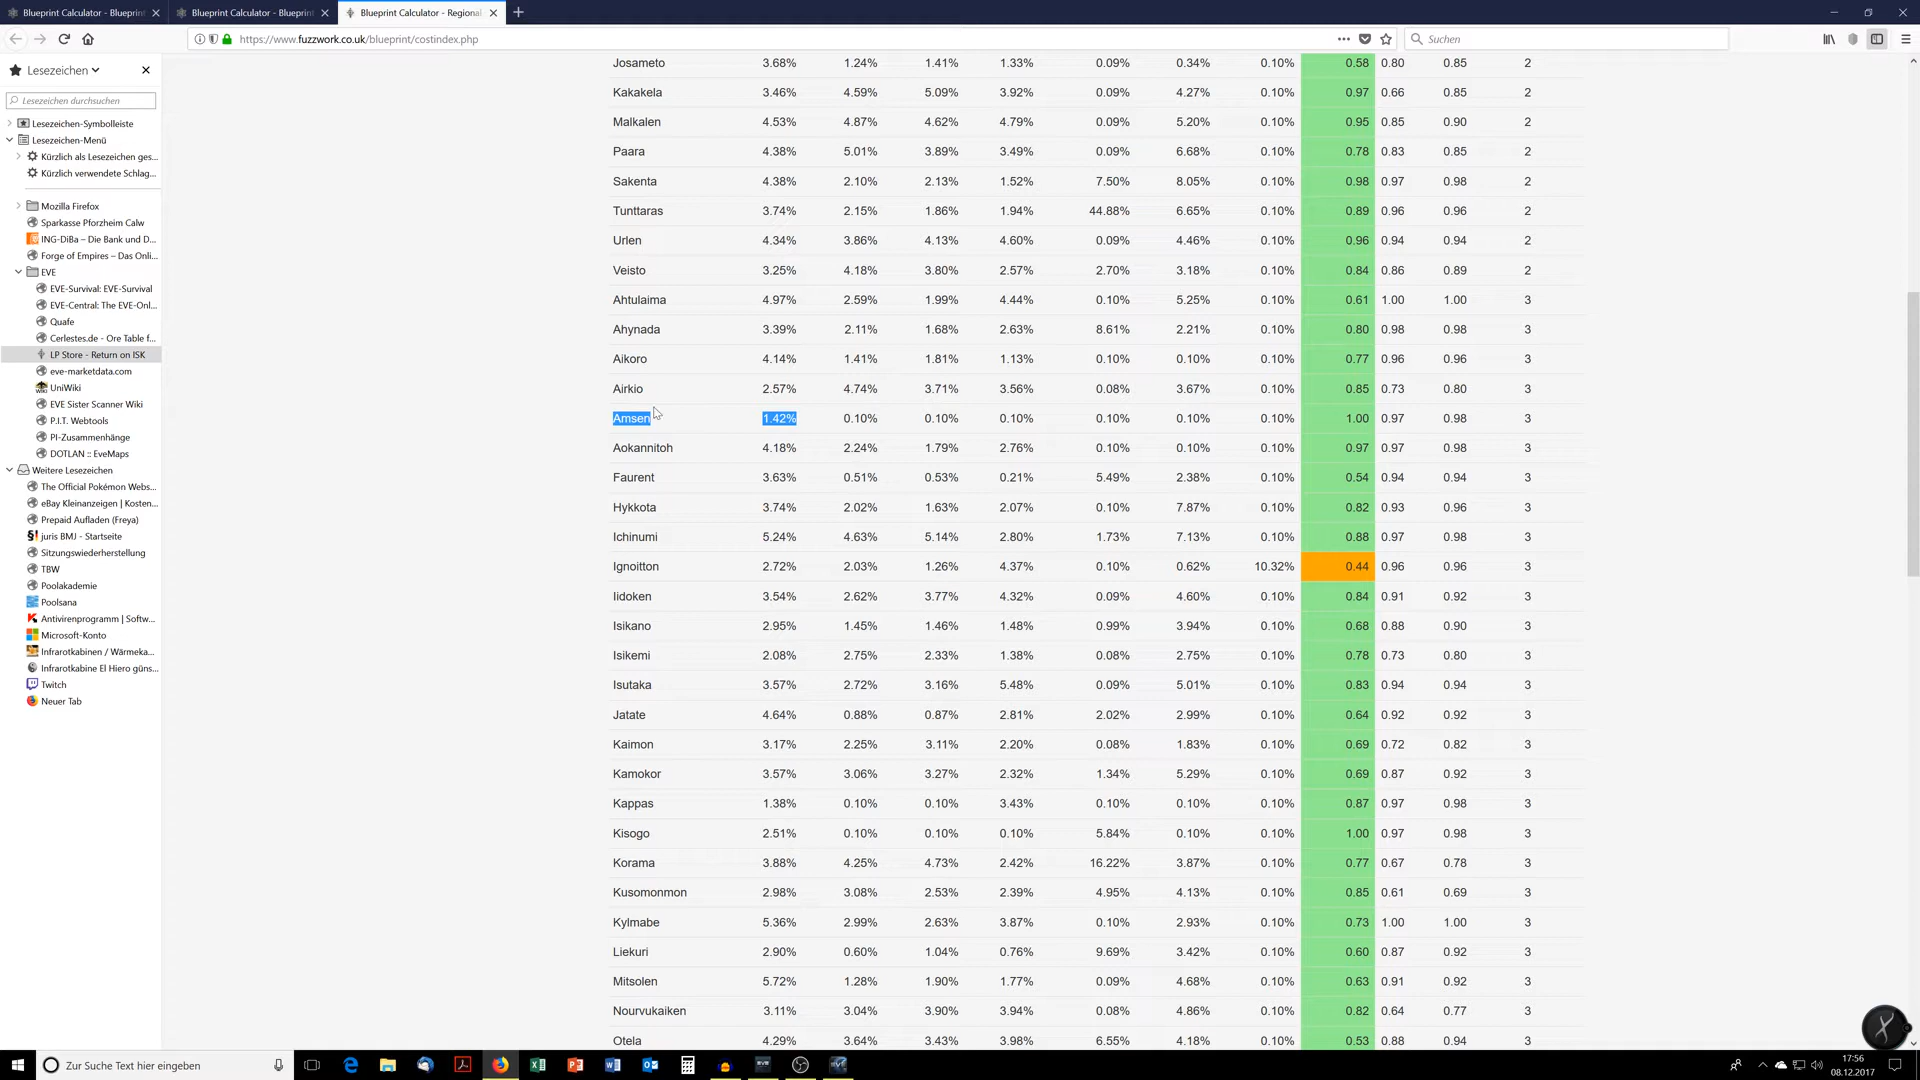 Blueprint Calculator - Blueprint
Blueprint Calculator - Blueprint
Blueprint Calculator - Regional
https://www.fuzzwork.co.uk/blueprint/costindex.php
Suchen
Lesezeichen
Lesezeichen durchsuchen
Lesezeichen-Symbolleiste
Lesezeichen-Menü
Kürzlich als Lesezeichen ges...
Kürzlich verwendete Schlag...
Mozilla Firefox
Sparkasse Pforzheim Calw
ING-DiBa – Die Bank und D...
Forge of Empires – Das Onli...
EVE
EVE-Survival: EVE-Survival
EVE-Central: The EVE-Onl...
Quafe
Cerlestes.de - Ore Table f...
LP Store - Return on ISK
eve-marketdata.com
UniWiki
EVE Sister Scanner Wiki
P.I.T. Webtools
PI-Zusammenhänge
DOTLAN :: EveMaps
Weitere Lesezeichen
The Official Pokémon Webs...
eBay Kleinanzeigen | Kosten...
Prepaid Aufladen (Freya)
juris BMJ - Startseite
Sitzungswiederherstellung
TBW
Poolakademie
Poolsana
Antivirenprogramm | Softw...
Microsoft-Konto
Infrarotkabinen / Wärmeka...
Infrarotkabine El Hiero güns...
Twitch
Neuer Tab
Josameto 3.68% 1.24% 1.41% 1.33% 0.09% 0.34% 0.10% 0.58 0.80 0.85 2
Kakakela 3.46% 4.59% 5.09% 3.92% 0.09% 4.27% 0.10% 0.97 0.66 0.85 2
Malkalen 4.53% 4.87% 4.62% 4.79% 0.09% 5.20% 0.10% 0.95 0.85 0.90 2
Paara 4.38% 5.01% 3.89% 3.49% 0.09% 6.68% 0.10% 0.78 0.83 0.85 2
Sakenta 4.38% 2.10% 2.13% 1.52% 7.50% 8.05% 0.10% 0.98 0.97 0.98 2
Tunttaras 3.74% 2.15% 1.86% 1.94% 44.88% 6.65% 0.10% 0.89 0.96 0.96 2
Urlen 4.34% 3.86% 4.13% 4.60% 0.09% 4.46% 0.10% 0.96 0.94 0.94 2
Veisto 3.25% 4.18% 3.80% 2.57% 2.70% 3.18% 0.10% 0.84 0.86 0.89 2
Ahtulaima 4.97% 2.59% 1.99% 4.44% 0.10% 5.25% 0.10% 0.61 1.00 1.00 3
Ahynada 3.39% 2.11% 1.68% 2.63% 8.61% 2.21% 0.10% 0.80 0.98 0.98 3
Aikoro 4.14% 1.41% 1.81% 1.13% 0.10% 0.10% 0.10% 0.77 0.96 0.96 3
Airkio 2.57% 4.74% 3.71% 3.56% 0.08% 3.67% 0.10% 0.85 0.73 0.80 3
Amsen 1.42% 0.10% 0.10% 0.10% 0.10% 0.10% 0.10% 1.00 0.97 0.98 3
Aokannitoh 4.18% 2.24% 1.79% 2.76% 0.10% 0.10% 0.10% 0.97 0.97 0.98 3
Faurent 3.63% 0.51% 0.53% 0.21% 5.49% 2.38% 0.10% 0.54 0.94 0.94 3
Hykkota 3.74% 2.02% 1.63% 2.07% 0.10% 7.87% 0.10% 0.82 0.93 0.96 3
Ichinumi 5.24% 4.63% 5.14% 2.80% 1.73% 7.13% 0.10% 0.88 0.97 0.98 3
Ignoitton 2.72% 2.03% 1.26% 4.37% 0.10% 0.62% 10.32% 0.44 0.96 0.96 3
Iidoken 3.54% 2.62% 3.77% 4.32% 0.09% 4.60% 0.10% 0.84 0.91 0.92 3
Isikano 2.95% 1.45% 1.46% 1.48% 0.99% 3.94% 0.10% 0.68 0.88 0.90 3
Isikemi 2.08% 2.75% 2.33% 1.38% 0.08% 2.75% 0.10% 0.78 0.73 0.80 3
Isutaka 3.57% 2.72% 3.16% 5.48% 0.09% 5.01% 0.10% 0.83 0.94 0.94 3
Jatate 4.64% 0.88% 0.87% 2.81% 2.02% 2.99% 0.10% 0.64 0.92 0.92 3
Kaimon 3.17% 2.25% 3.11% 2.20% 0.08% 1.83% 0.10% 0.69 0.72 0.82 3
Kamokor 3.57% 3.06% 3.27% 2.32% 1.34% 5.29% 0.10% 0.69 0.87 0.92 3
Kappas 1.38% 0.10% 0.10% 3.43% 0.10% 0.10% 0.10% 0.87 0.97 0.98 3
Kisogo 2.51% 0.10% 0.10% 0.10% 5.84% 0.10% 0.10% 1.00 0.97 0.98 3
Korama 3.88% 4.25% 4.73% 2.42% 16.22% 3.87% 0.10% 0.77 0.67 0.78 3
Kusomonmon 2.98% 3.08% 2.53% 2.39% 4.95% 4.13% 0.10% 0.85 0.61 0.69 3
Kylmabe 5.36% 2.99% 2.63% 3.87% 0.10% 2.93% 0.10% 0.73 1.00 1.00 3
Liekuri 2.90% 0.60% 1.04% 0.76% 9.69% 3.42% 0.10% 0.60 0.87 0.92 3
Mitsolen 5.72% 1.28% 1.90% 1.77% 0.09% 4.68% 0.10% 0.63 0.91 0.92 3
Nourvukaiken 3.11% 3.04% 3.90% 3.94% 0.08% 4.86% 0.10% 0.82 0.64 0.77 3
Otela 4.29% 3.64% 3.43% 3.98% 6.55% 4.18% 0.10% 0.53 0.88 0.94 3
Zur Suche Text hier eingeben
17:56
08.12.2017